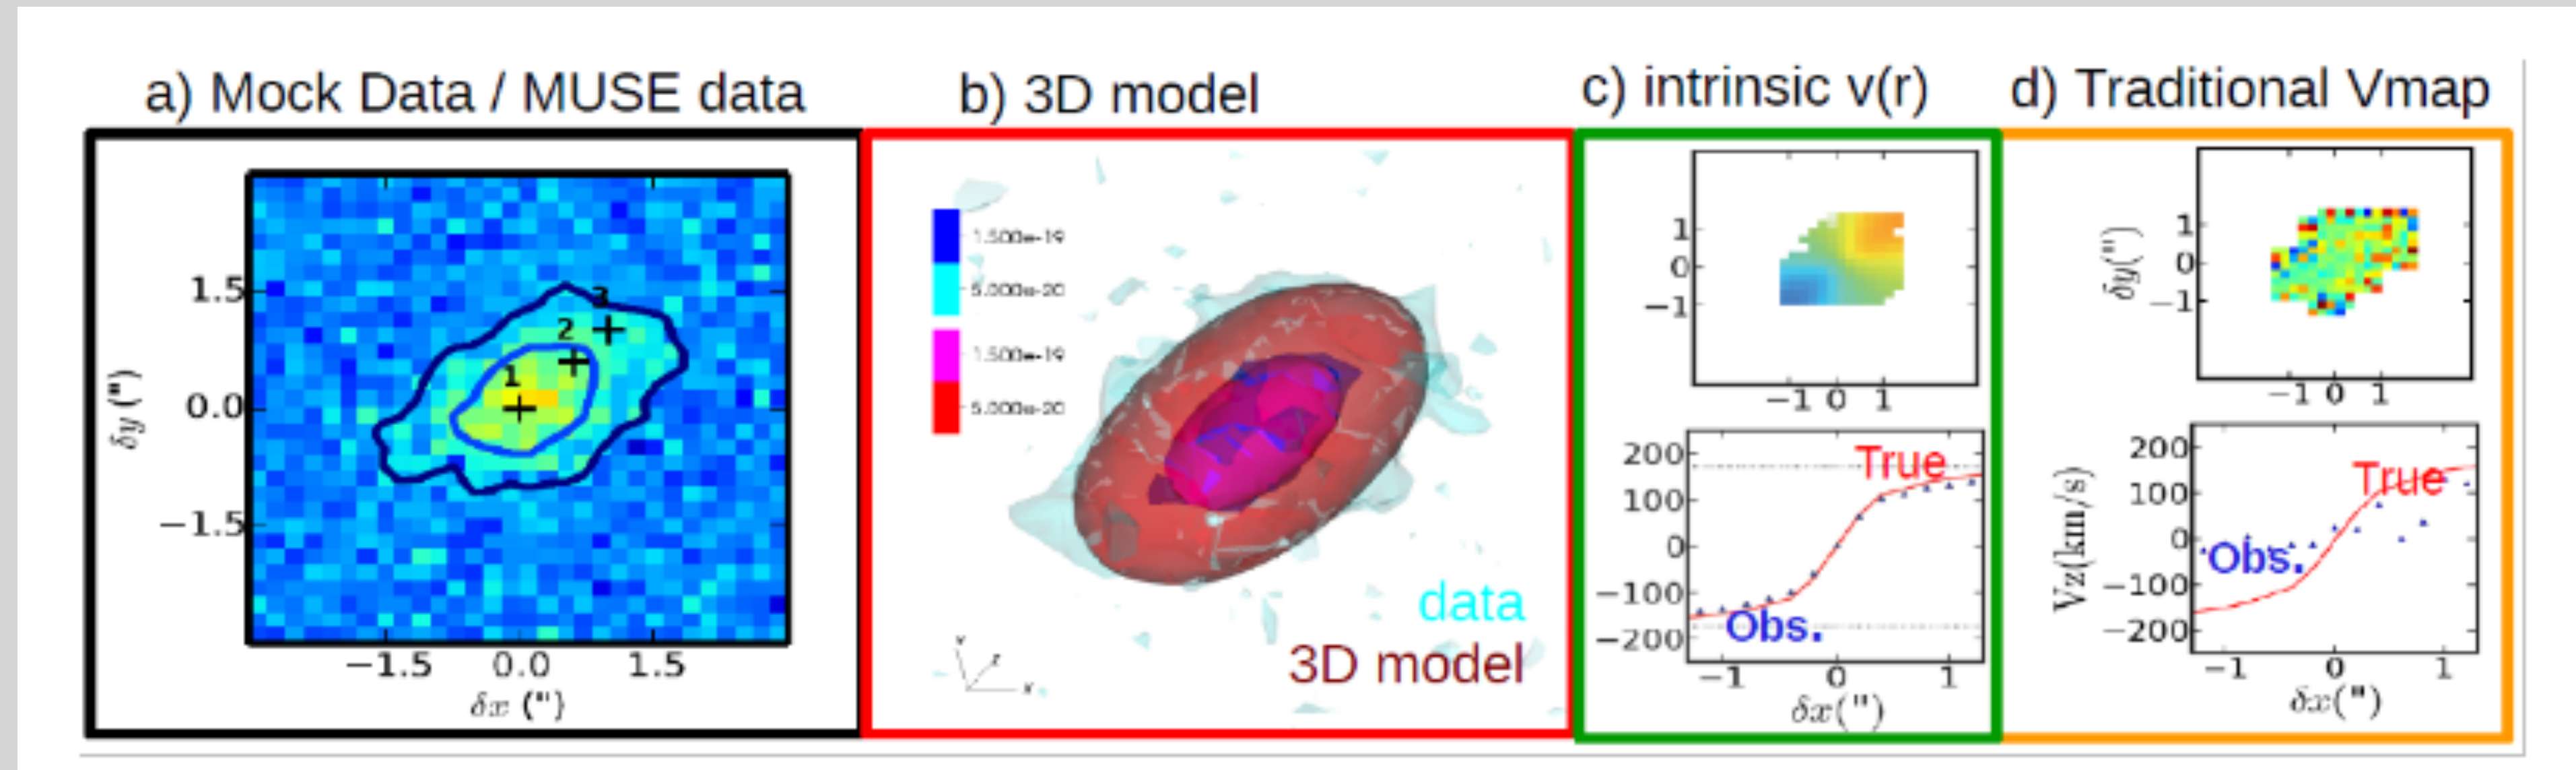 a) Mock Data / MUSE data
b) 3D model
c) intrinsic v(r)
d) Traditional Vmap
δy (")
1.5
0.0
−1.5
−1.5 0.0 1.5
δx (")
1
2
3
1.500e-19
5.000e-20
1.500e-19
5.000e-20
data
3D model
Y
Z
X
1
0
−1
−1 0 1
200
100
0
−100
−200
True
Obs.
−1 0 1
δx(")
δy(")
1
0
−1
−1 0 1
Vz(km/s)
200
100
0
−100
−200
True
Obs.
−1 0 1
δx(")